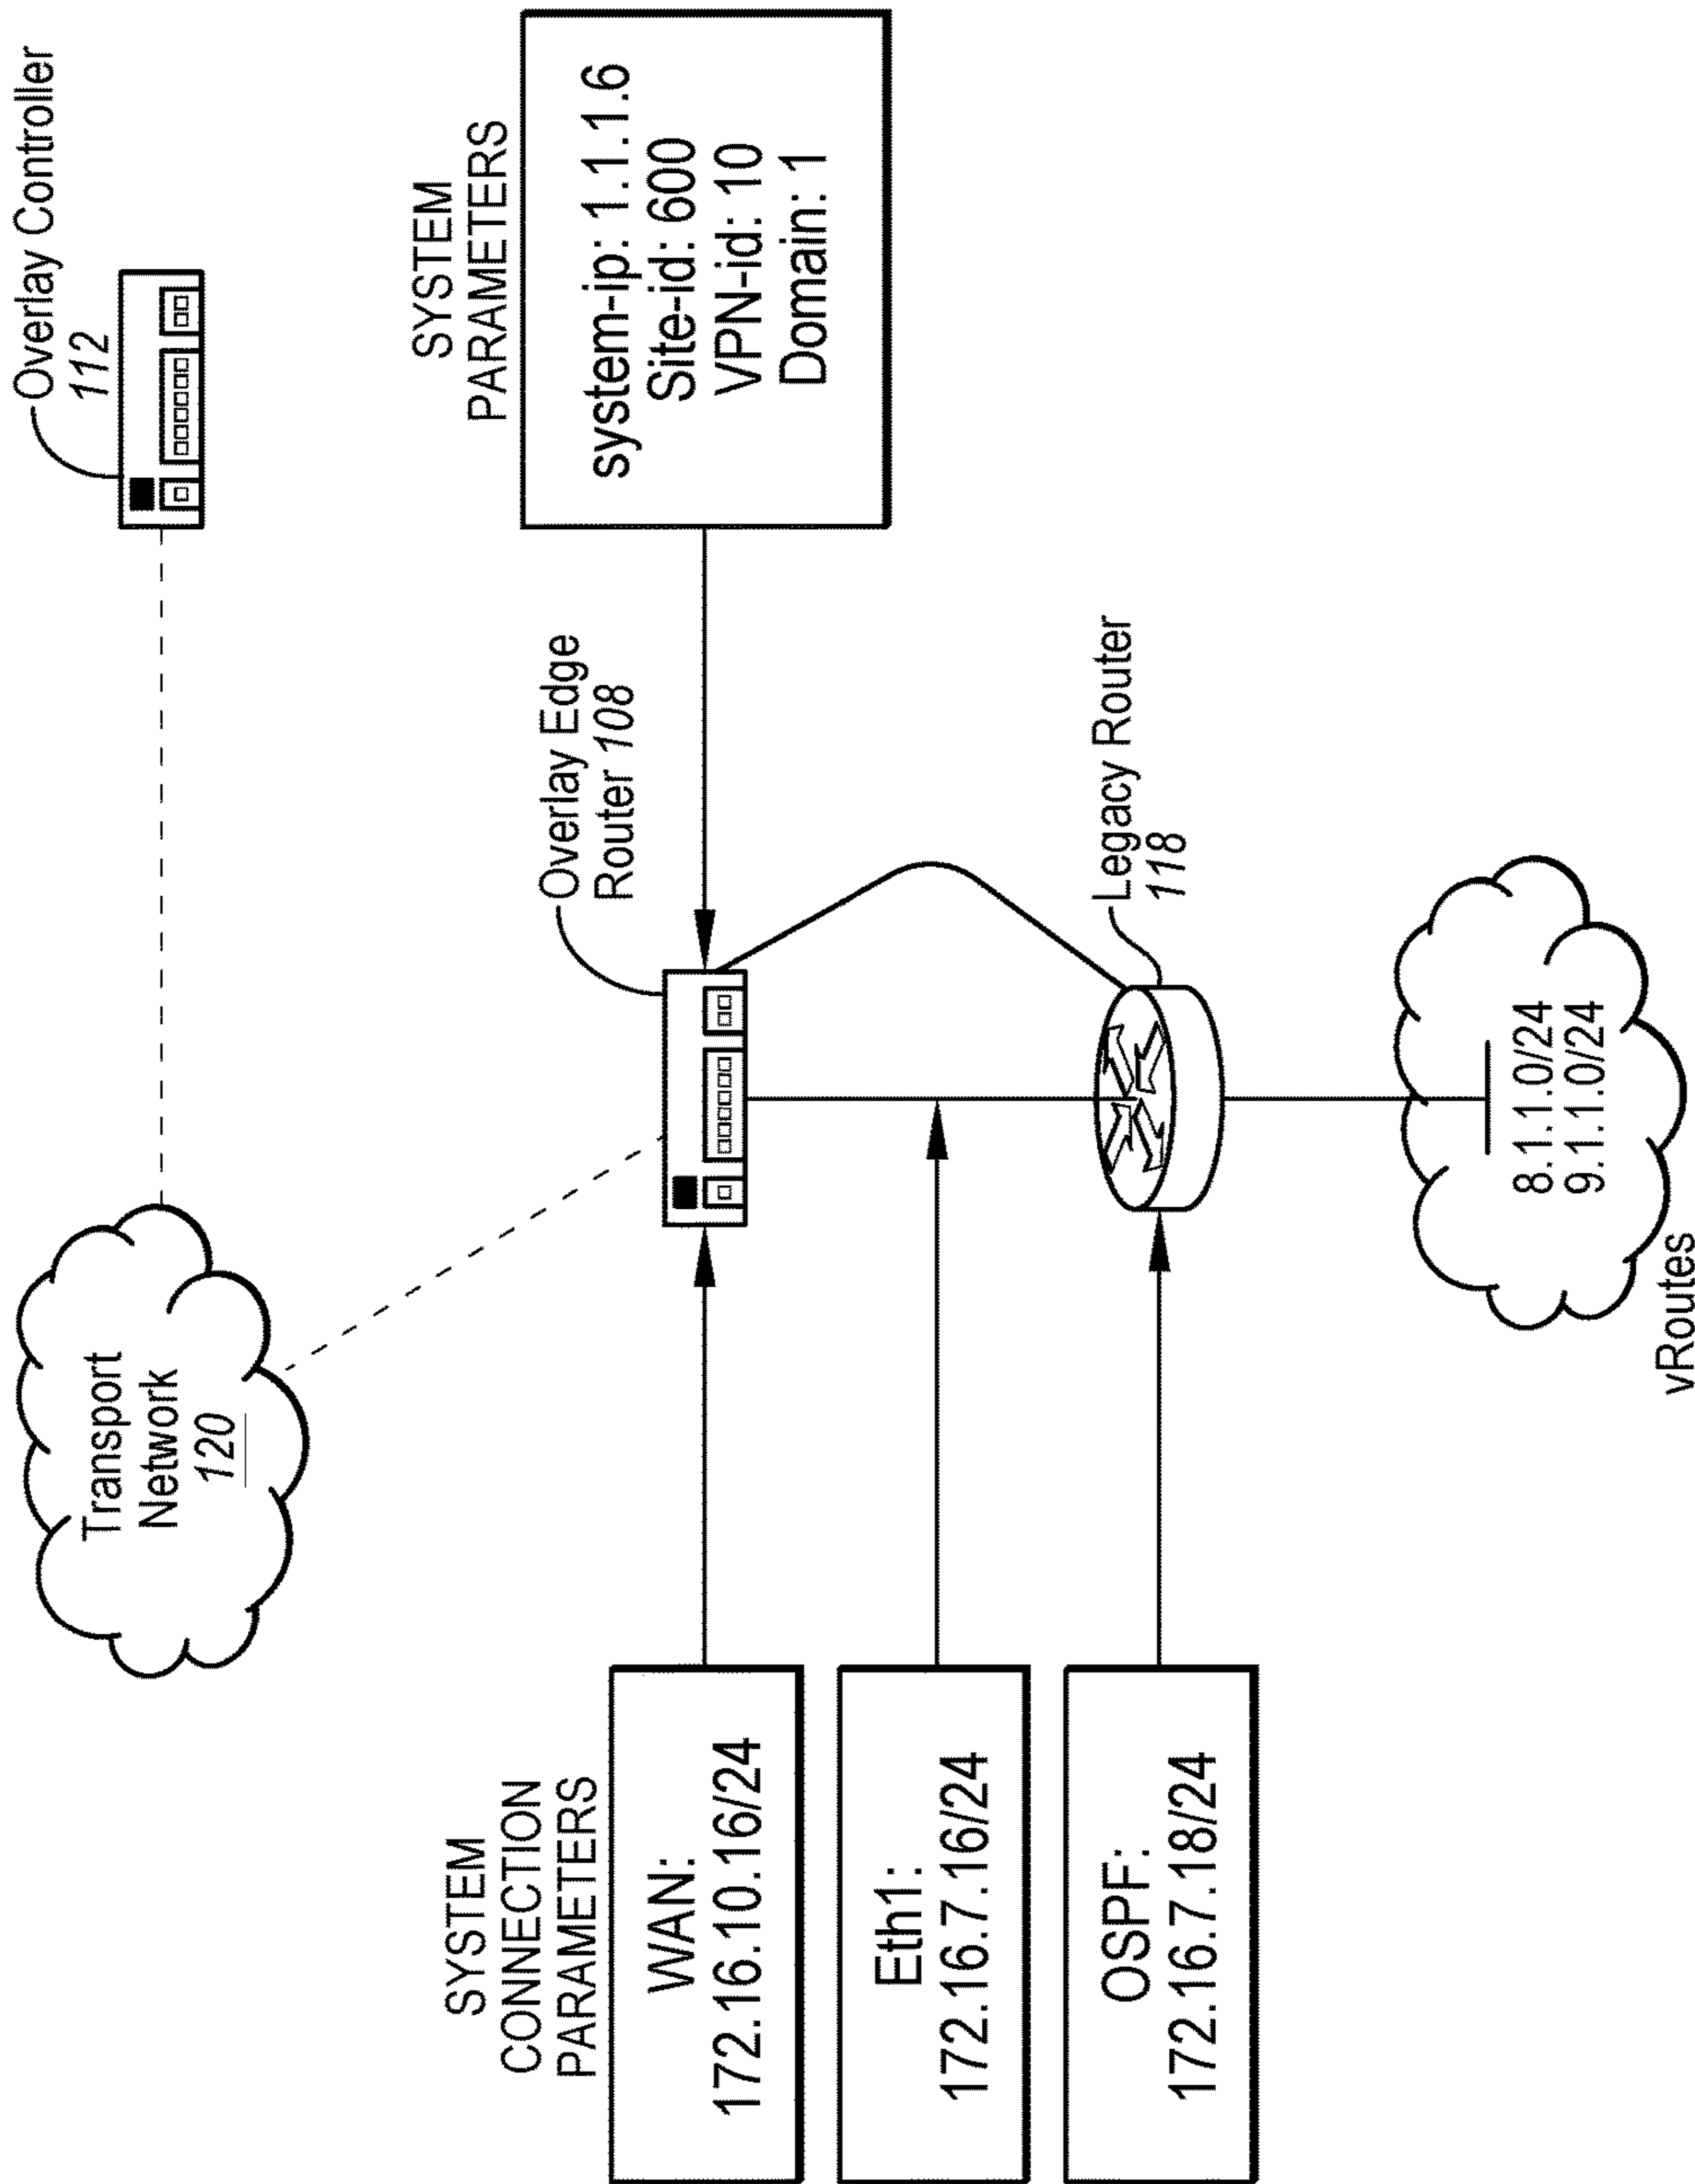 Transport
Network
120
Overlay Controller
112
SYSTEM
CONNECTION
PARAMETERS
WAN:
172.16.10.16/24
Eth1:
172.16.7.16/24
OSPF:
172.16.7.18/24
Overlay Edge
Router 108
SYSTEM
PARAMETERS
system-ip: 1.1.1.6
Site-id: 600
VPN-id: 10
Domain: 1
Legacy Router
118
8.1.1.0/24
9.1.1.0/24
vRoutes